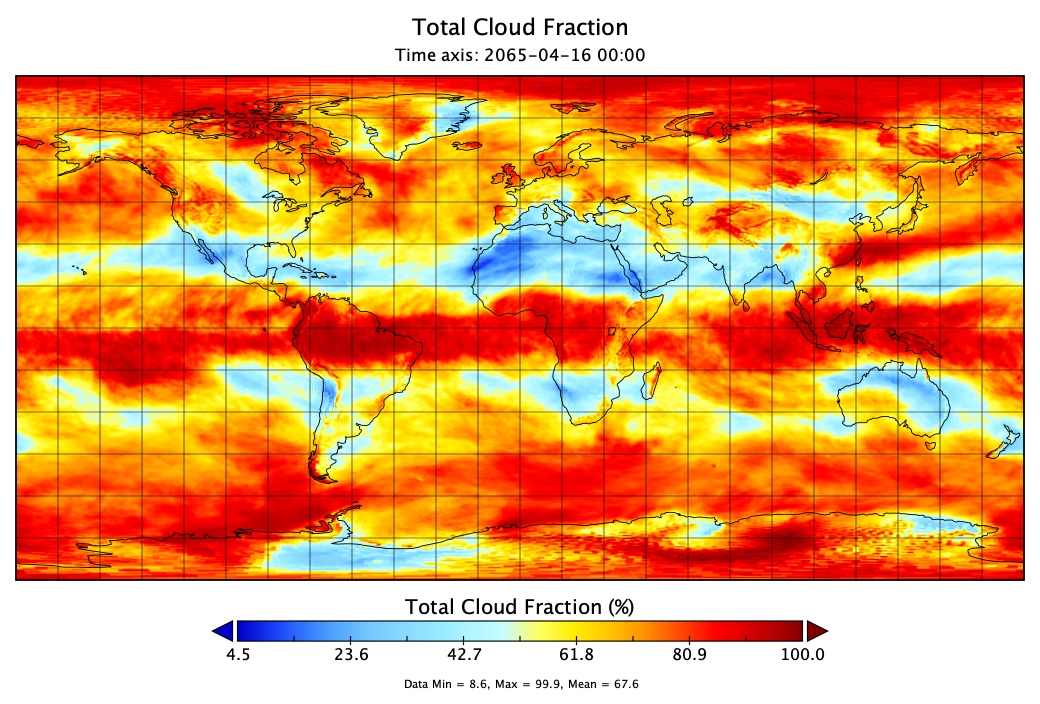 Total Cloud Fraction
Time axis: 2065-04-16 00:00
Total Cloud Fraction (%)
4.5 23.6 42.7 61.8 80.9 100.0
Data Min = 8.6, Max = 99.9, Mean = 67.6